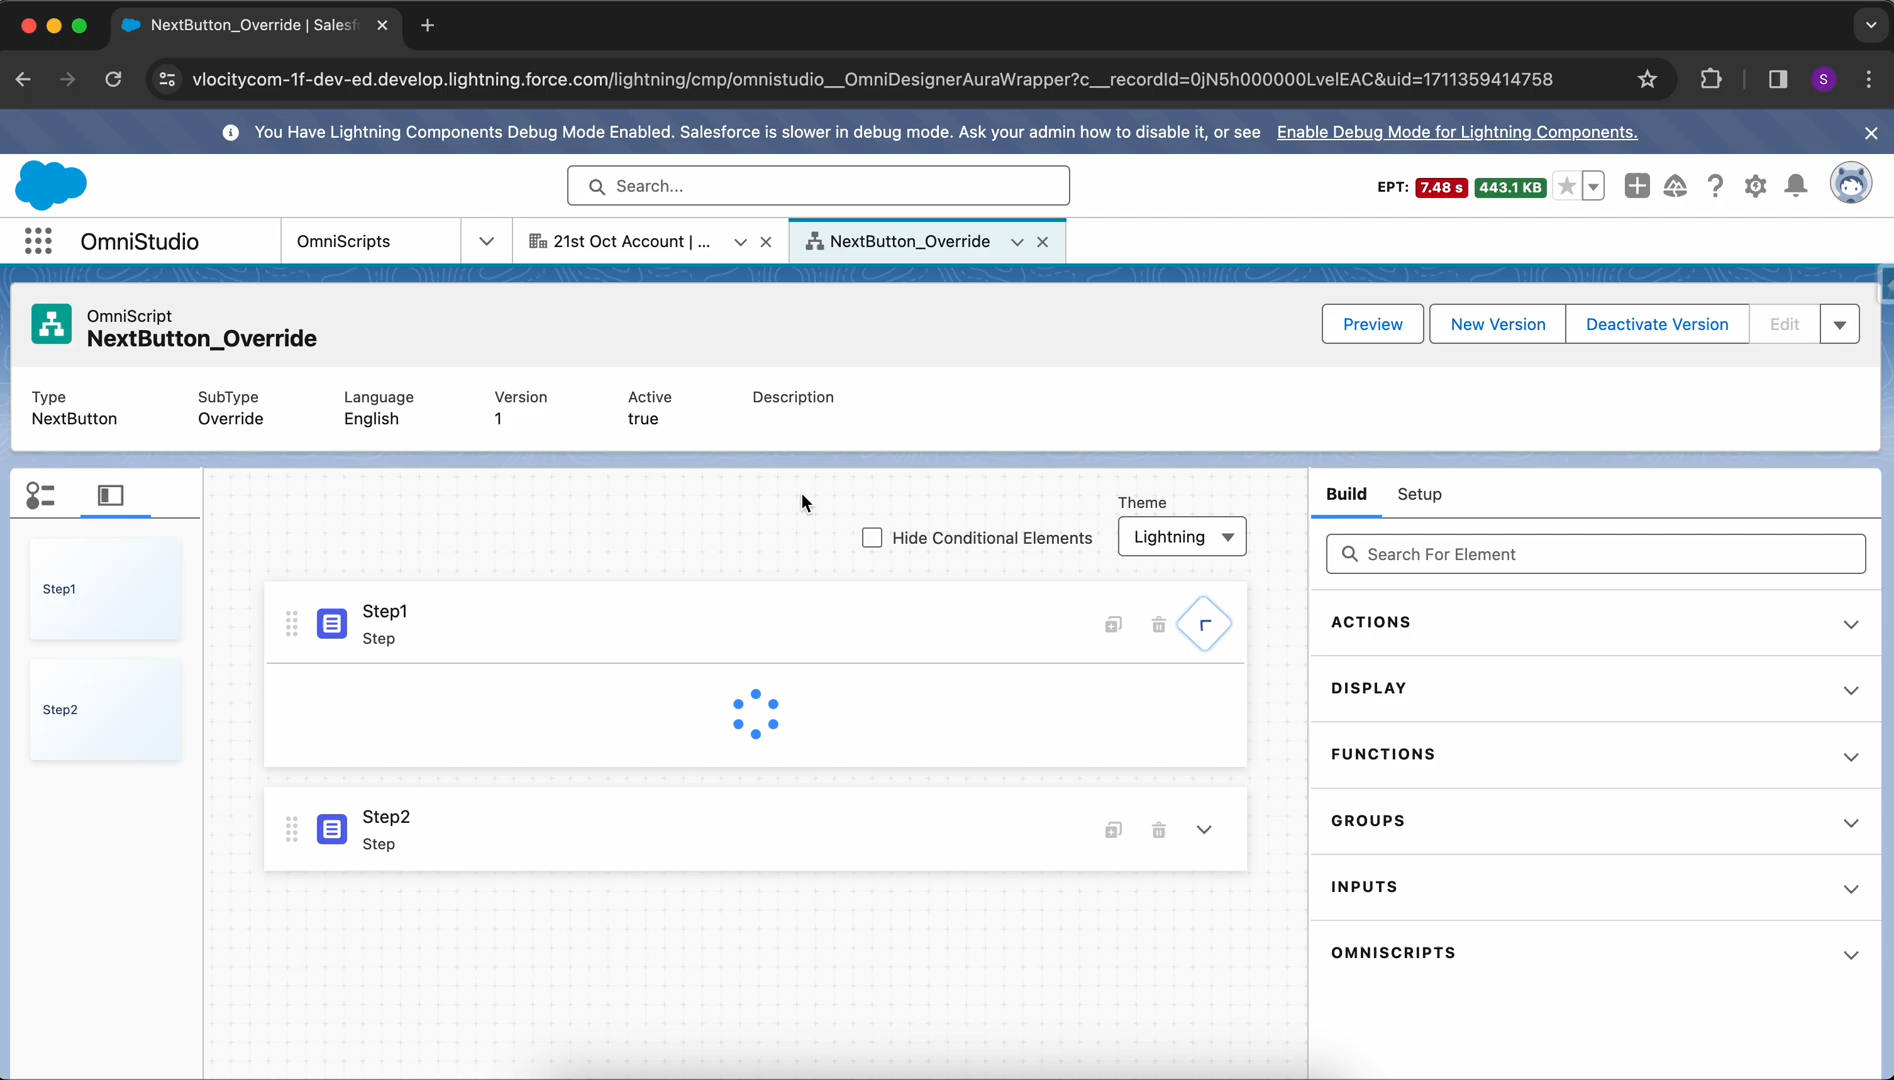 NextButton_Override | Salesf
vlocitycom-1f-dev-ed.develop.lightning.force.com/lightning/cmp/omnistudio__OmniDesignerAuraWrapper?c__recordId=0jN5h000000LvelEAC&uid=1711359414758
S
You Have Lightning Components Debug Mode Enabled. Salesforce is slower in debug mode. Ask your admin how to disable it, or see Enable Debug Mode for Lightning Components.
Search...
EPT: 7.48 s 443.1 KB
OmniStudio
OmniScripts
21st Oct Account | ...
NextButton_Override
OmniScript
NextButton_Override
Preview
New Version
Deactivate Version
Edit
Type
NextButton
SubType
Override
Language
English
Version
1
Active
true
Description
Step1
Step2
Theme
Hide Conditional Elements
Lightning
Step1
Step
Step2
Step
Build
Setup
Search For Element
ACTIONS
DISPLAY
FUNCTIONS
GROUPS
INPUTS
OMNISCRIPTS